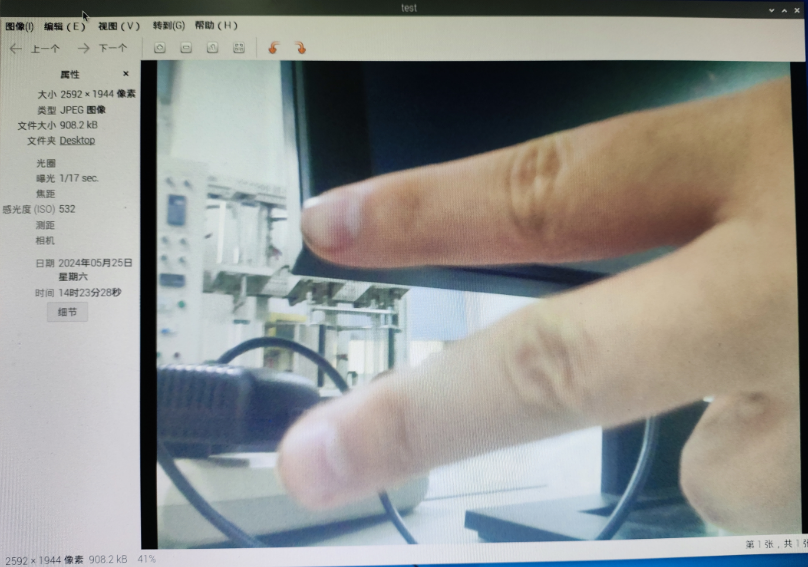 test
图像(I) 编辑(E) 视图(V) 转到(G) 帮助(H)
上一个 下一个
属性
大小 2592 × 1944 像素
类型 JPEG 图像
文件大小 908.2 kB
文件夹 Desktop
光圈
曝光 1/17 sec.
焦距
感光度 (ISO) 532
测距
相机
日期 2024年05月25日
星期六
时间 14时23分28秒
细节
第 1 张，共 1 张
2592 × 1944 像素 908.2 kB 41%